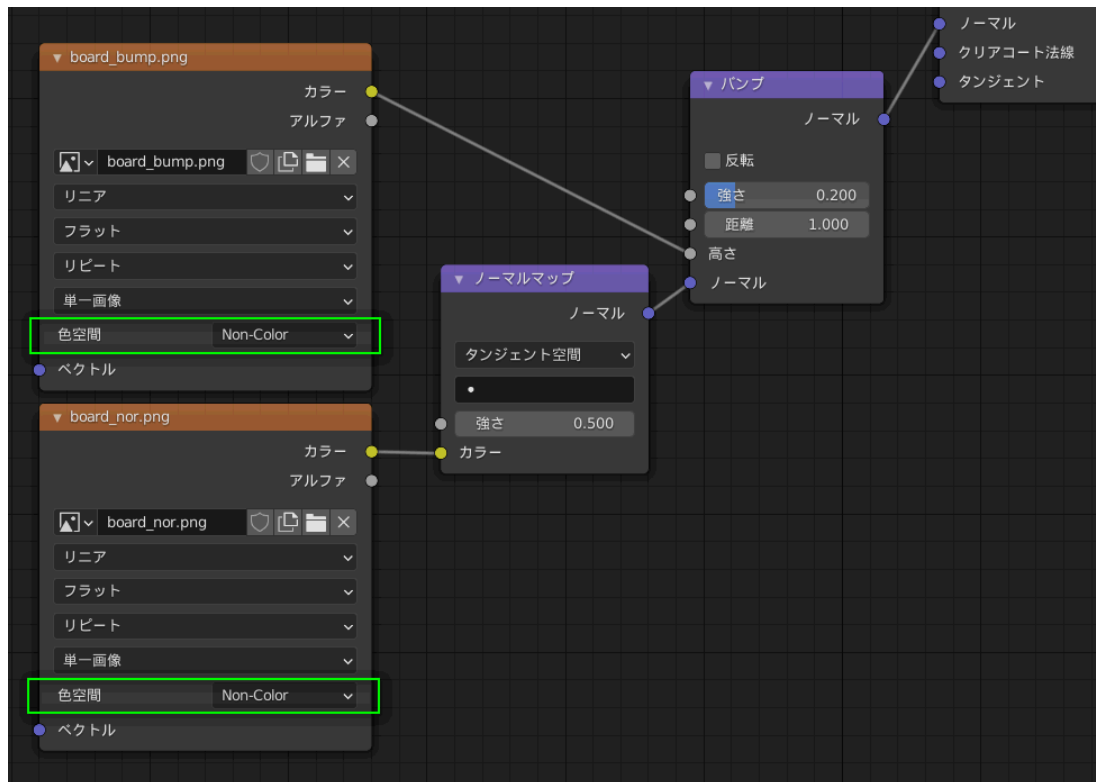 board_bump.png
カラー
アルファ
board_bump.png
リニア
フラット
リピート
単一画像
色空間 Non-Color
ベクトル
board_nor.png
カラー
アルファ
board_nor.png
リニア
フラット
リピート
単一画像
色空間 Non-Color
ベクトル
ノーマルマップ
ノーマル
タンジェント空間
強さ 0.500
カラー
バンプ
ノーマル
反転
強さ 0.200
距離 1.000
高さ
ノーマル
ノーマル
クリアコート法線
タンジェント